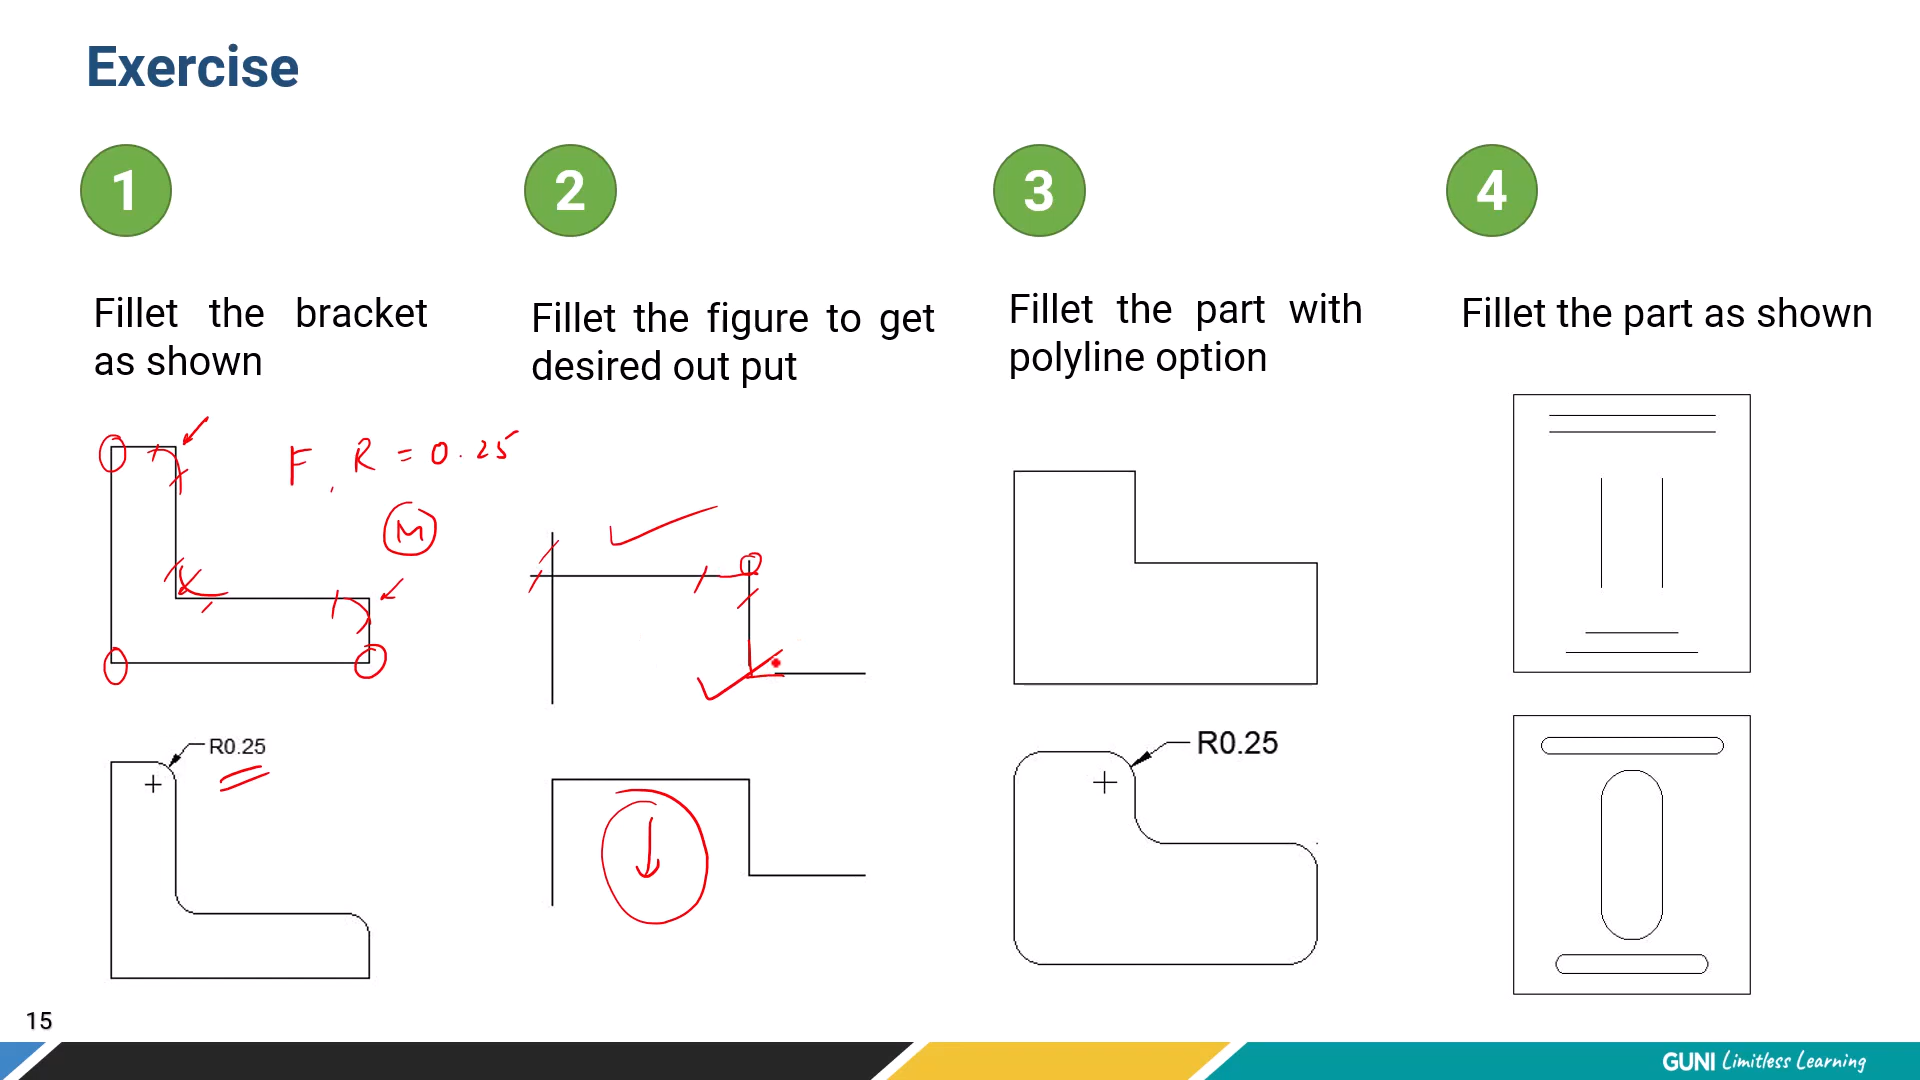 Exercise
1
2
3
4
Fillet the bracket
as shown
Fillet the figure to get
desired out put
Fillet the part with
polyline option
Fillet the part as shown
F, R = 0.25
M
R0.25
R0.25
15
GUNI Limitless Learning